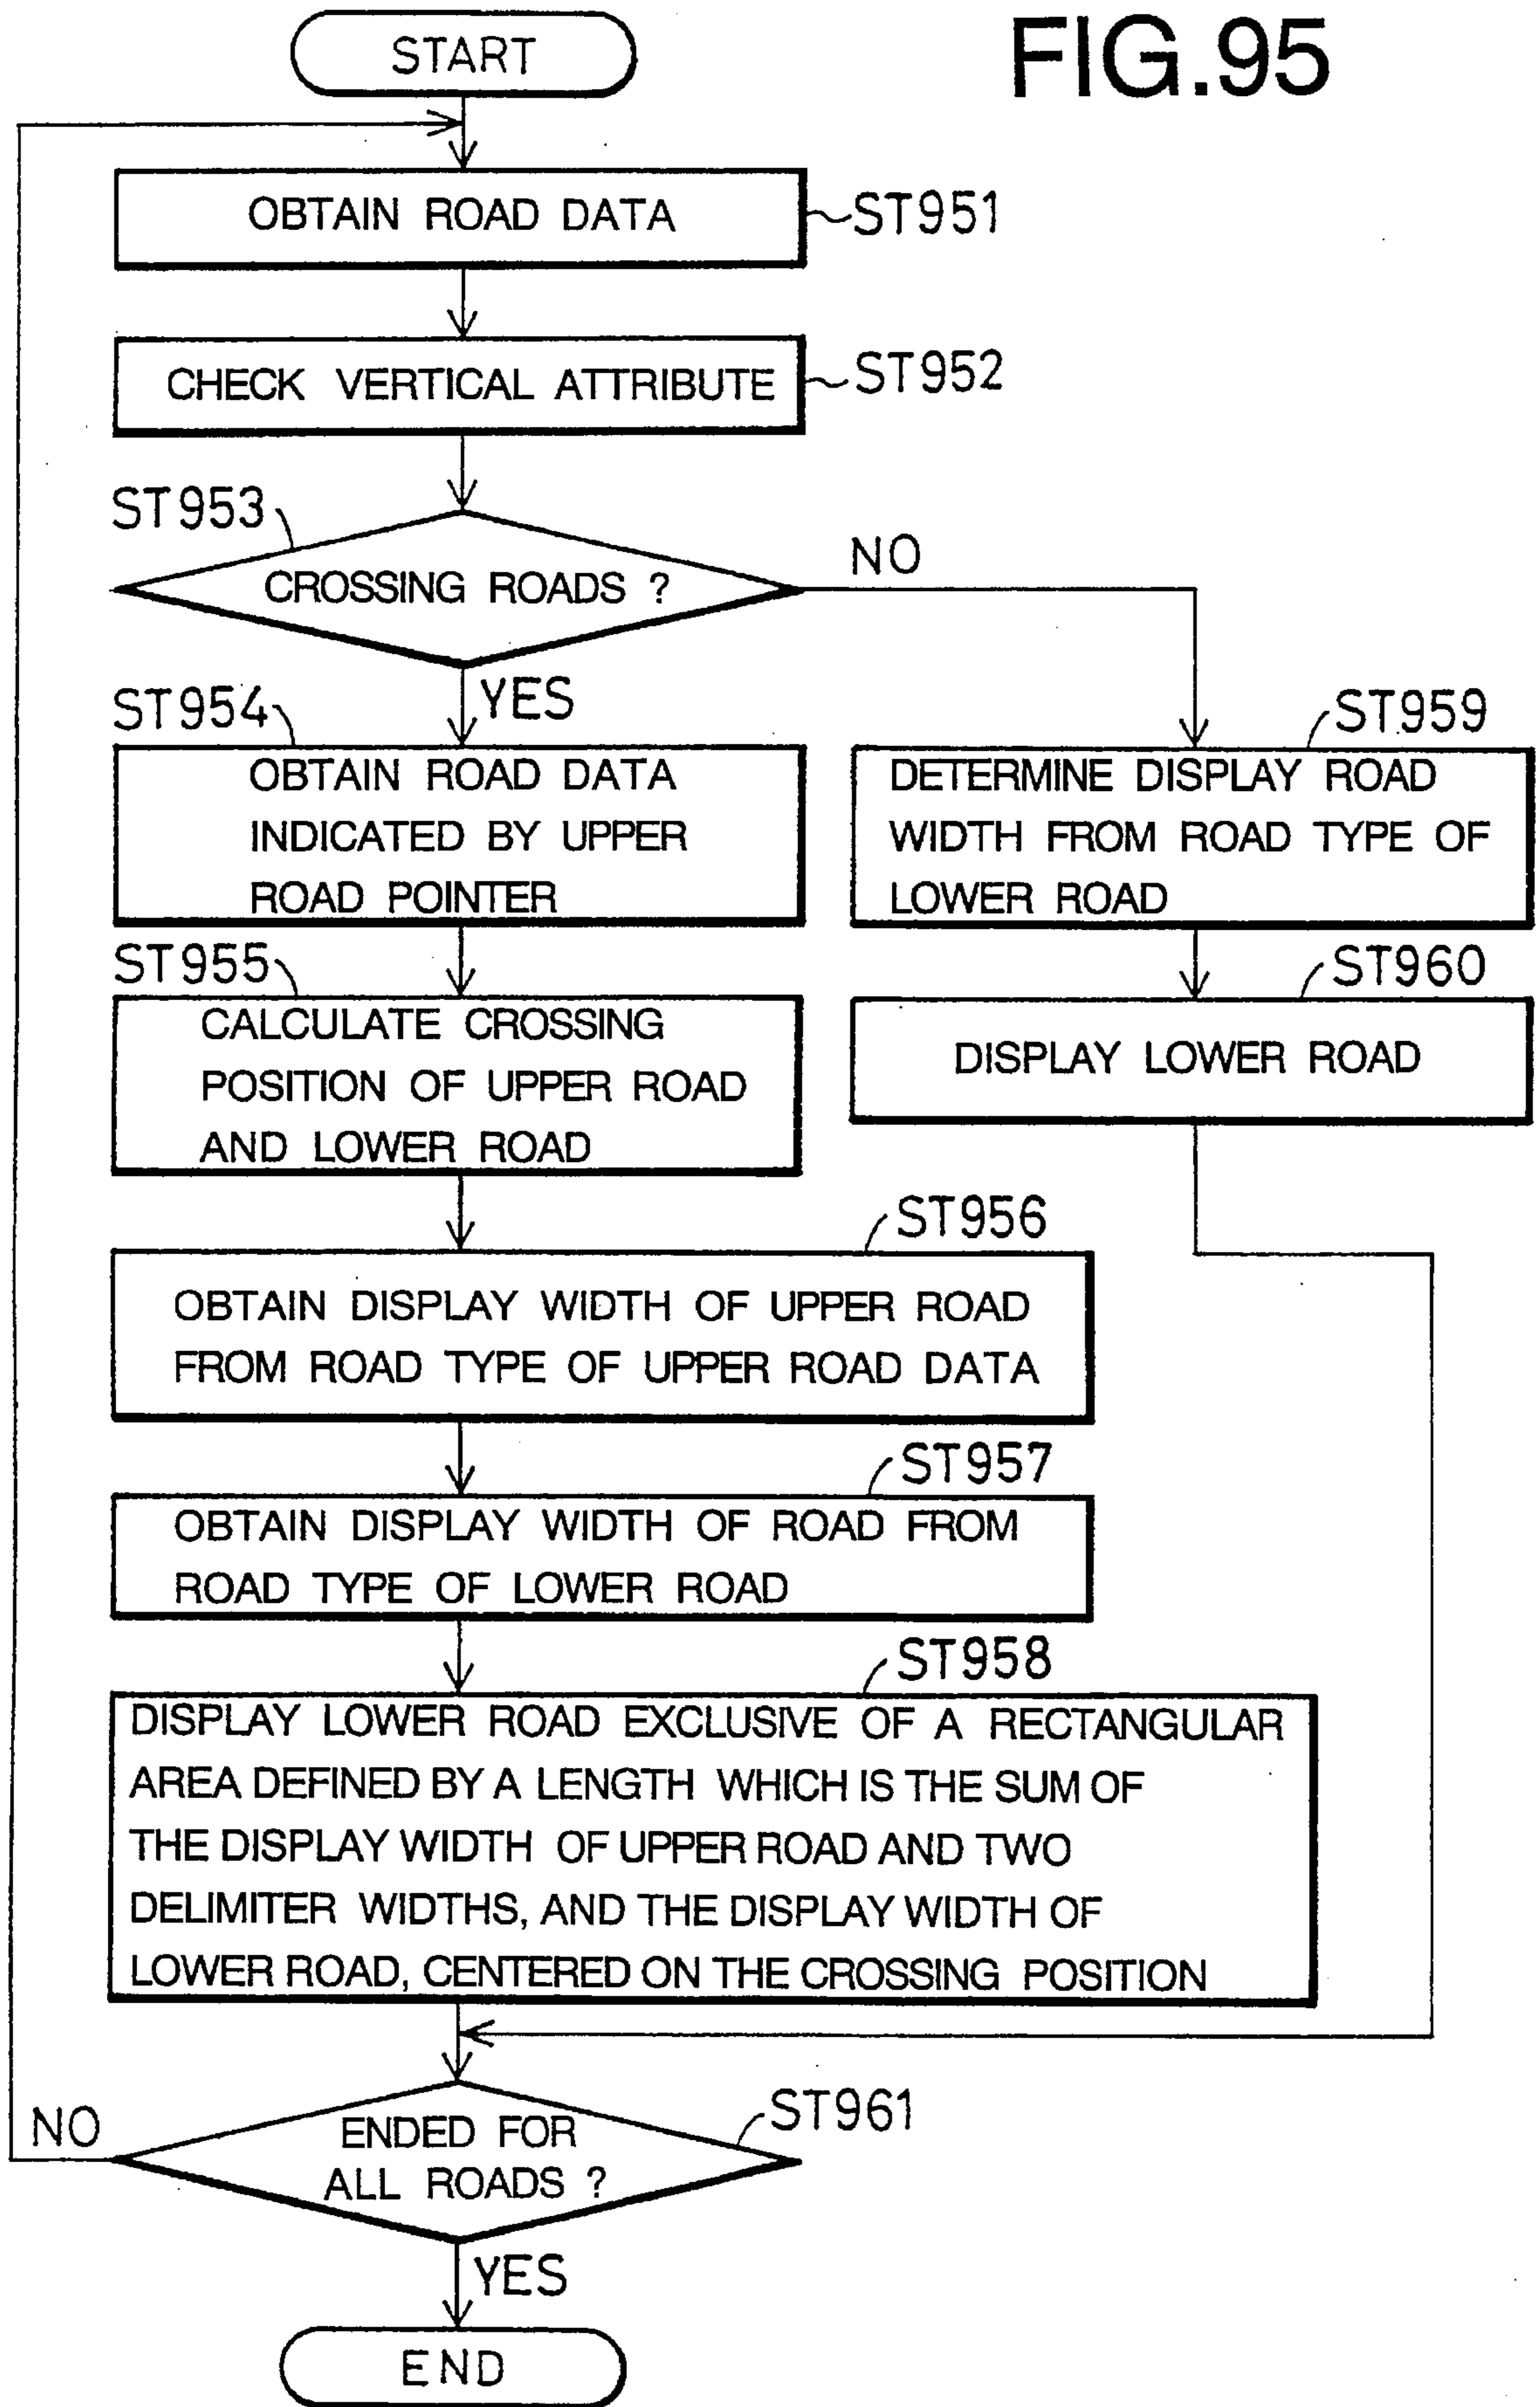 FIG.95
START
OBTAIN ROAD DATA
ST951
CHECK VERTICAL ATTRIBUTE
ST952
ST953
CROSSING ROADS ?
NO
YES
ST954
OBTAIN ROAD DATA
INDICATED BY UPPER
ROAD POINTER
ST959
DETERMINE DISPLAY ROAD
WIDTH FROM ROAD TYPE OF
LOWER ROAD
ST955
CALCULATE CROSSING
POSITION OF UPPER ROAD
AND LOWER ROAD
ST960
DISPLAY LOWER ROAD
ST956
OBTAIN DISPLAY WIDTH OF UPPER ROAD
FROM ROAD TYPE OF UPPER ROAD DATA
ST957
OBTAIN DISPLAY WIDTH OF ROAD FROM
ROAD TYPE OF LOWER ROAD
ST958
DISPLAY LOWER ROAD EXCLUSIVE OF A RECTANGULAR
AREA DEFINED BY A LENGTH WHICH IS THE SUM OF
THE DISPLAY WIDTH OF UPPER ROAD AND TWO
DELIMITER WIDTHS, AND THE DISPLAY WIDTH OF
LOWER ROAD, CENTERED ON THE CROSSING POSITION
ST961
NO
ENDED FOR
ALL ROADS ?
YES
END